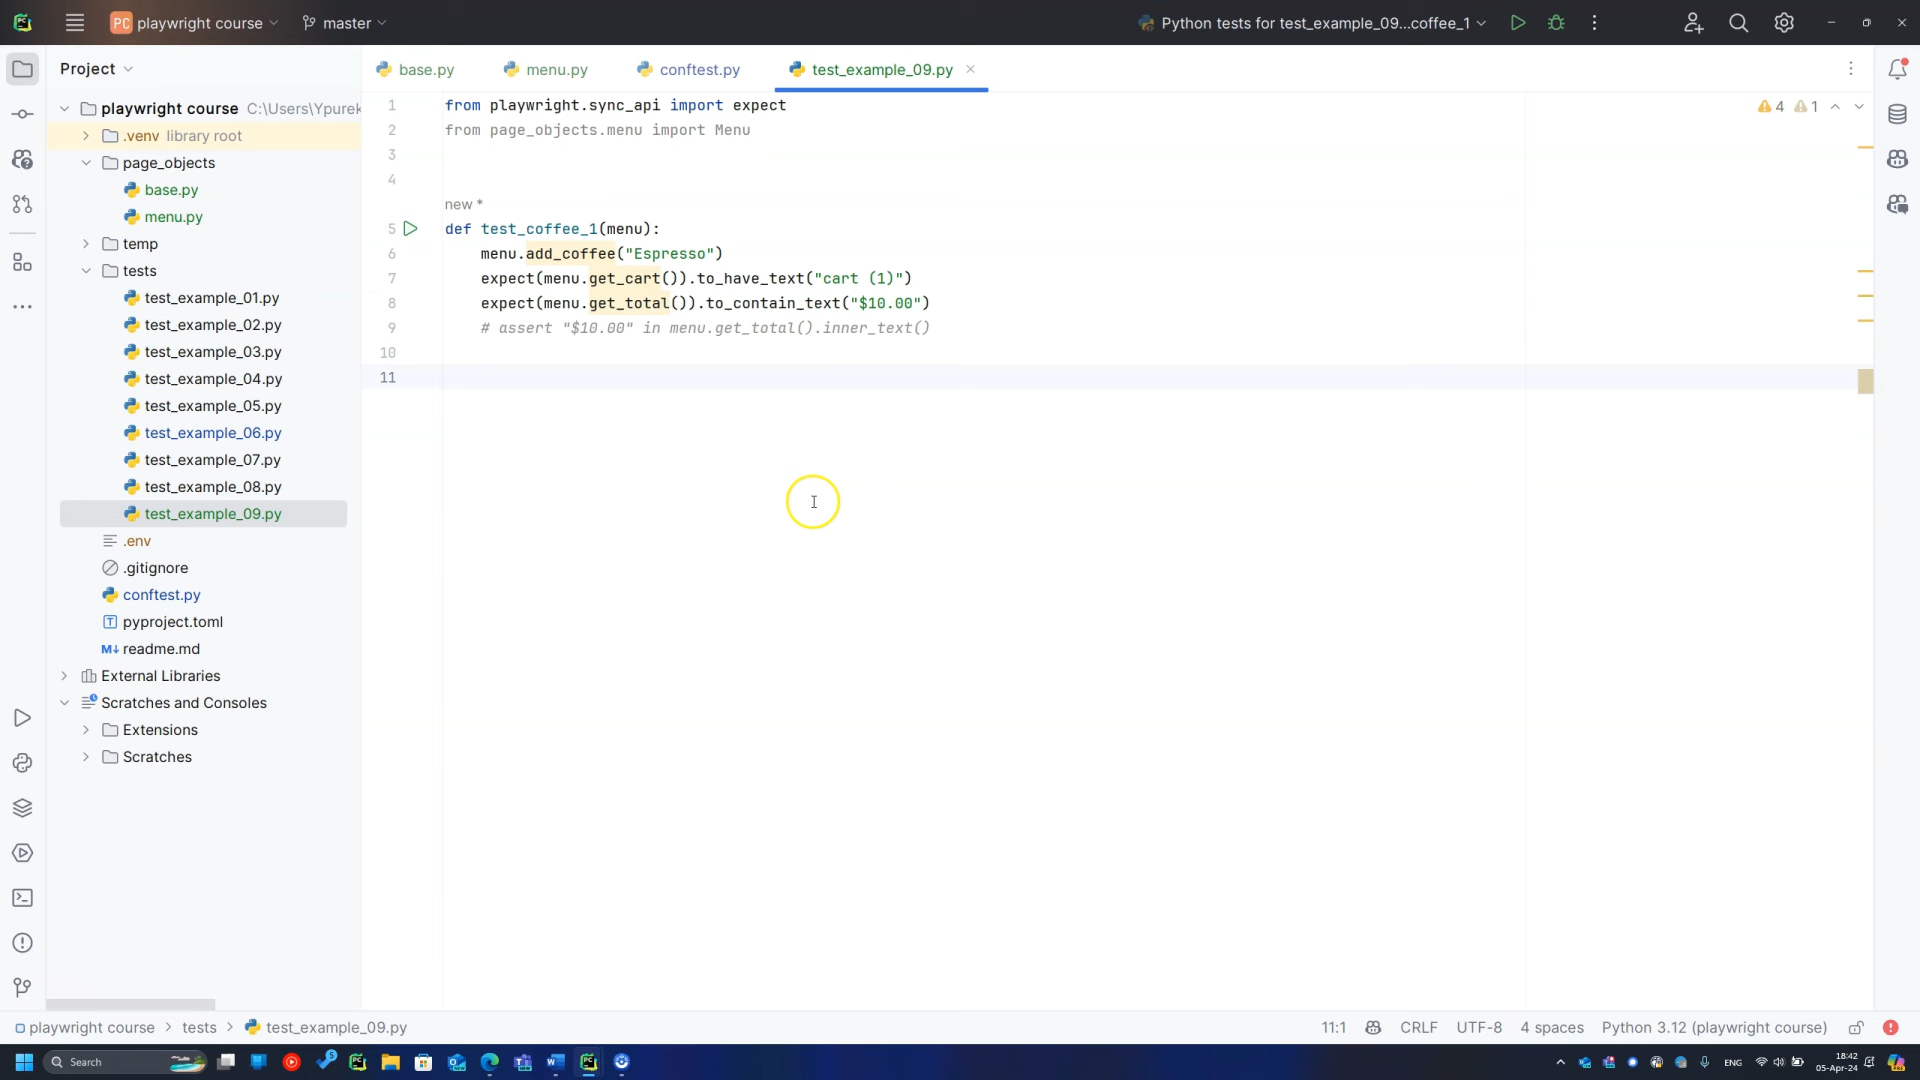 PC playwright course master Python tests for test_example_09...coffee_1
Project
base.py menu.py conftest.py test_example_09.py
playwright course C:\Users\Ypurek
.venv library root
page_objects
base.py
menu.py
temp
tests
test_example_01.py
test_example_02.py
test_example_03.py
test_example_04.py
test_example_05.py
test_example_06.py
test_example_07.py
test_example_08.py
test_example_09.py
.env
.gitignore
conftest.py
pyproject.toml
readme.md
External Libraries
Scratches and Consoles
Extensions
Scratches
4 1
1 from playwright.sync_api import expect
2 from page_objects.menu import Menu
3
4
new *
5 def test_coffee_1(menu):
6 menu.add_coffee("Espresso")
7 expect(menu.get_cart()).to_have_text("cart (1)")
8 expect(menu.get_total()).to_contain_text("$10.00")
9 # assert "$10.00" in menu.get_total().inner_text()
10
11
playwright course > tests > test_example_09.py 11:1 CRLF UTF-8 4 spaces Python 3.12 (playwright course)
Search ENG 18:42
05-Apr-24